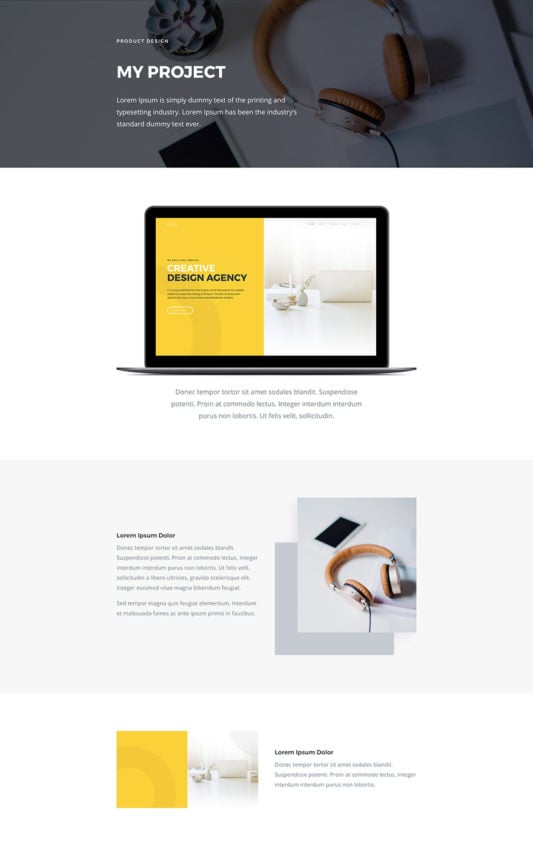 PRODUCT DESIGN
MY PROJECT
Lorem Ipsum is simply dummy text of the printing and
typesetting industry. Lorem Ipsum has been the industry's
standard dummy text ever.
CREATIVE
DESIGN AGENCY
Donec tempor tortor sit amet sodales blandit. Suspendisse
potenti. Proin at commodo lectus. Integer interdum interdum
purus non lobortis. Ut felis velit, sollicitudin.
Lorem Ipsum Dolor
Donec tempor tortor sit amet sodales blandit.
Suspendisse potenti. Proin at commodo lectus. Integer
interdum interdum purus non lobortis. Ut felis velit,
sollicitudin a libero ultricies, gravida scelerisque elit.
Integer euismod vitae magna bibendum feugiat.
Sed tempor magna quis feugiat elementum. Interdum
et malesuada fames ac ante ipsum primis in faucibus.
Lorem Ipsum Dolor
Donec tempor tortor sit amet sodales blandit.
Suspendisse potenti. Proin at commodo lectus. Integer
interdum interdum purus non lobortis.